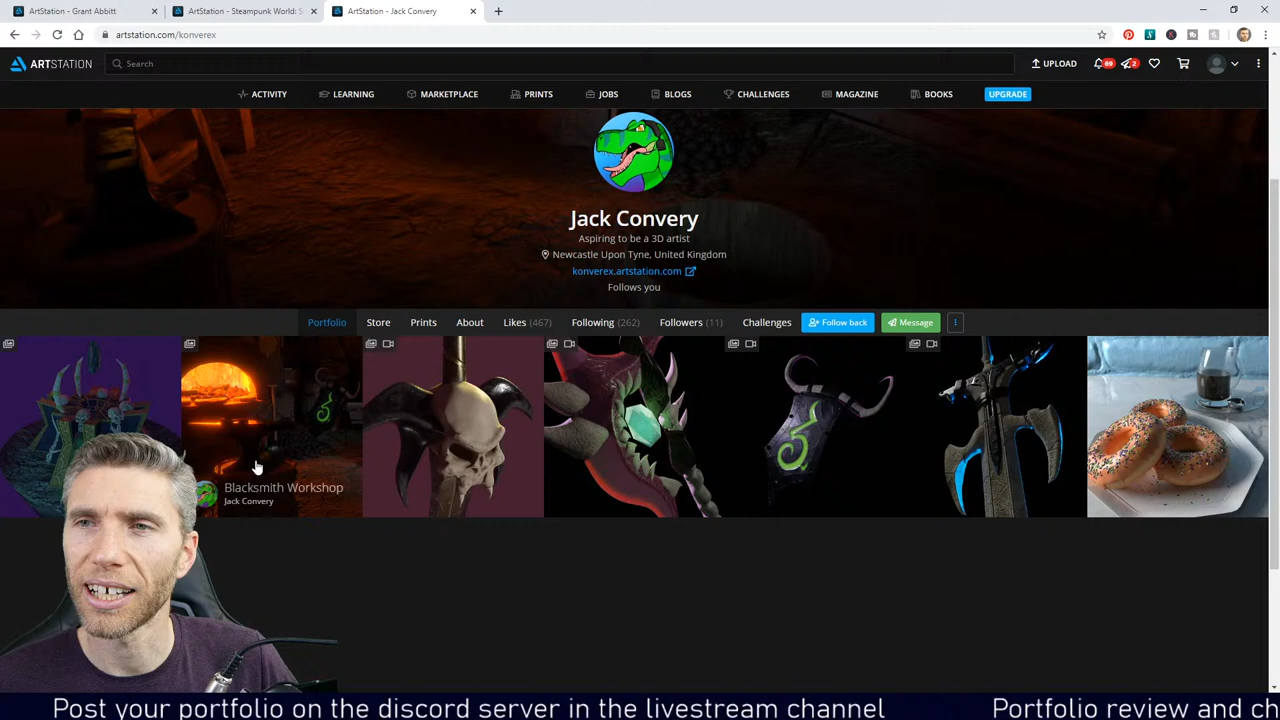 ArtStation - Grant Abbitt
ArtStation - Steampunk World: S
ArtStation - Jack Convery
artstation.com/konverex
ARTSTATION
Search
UPLOAD
69
2
ACTIVITY
LEARNING
MARKETPLACE
PRINTS
JOBS
BLOGS
CHALLENGES
MAGAZINE
BOOKS
UPGRADE
Jack Convery
Aspiring to be a 3D artist
Newcastle Upon Tyne, United Kingdom
konverex.artstation.com
Follows you
Portfolio
Store
Prints
About
Likes (467)
Following (262)
Followers (11)
Challenges
Follow back
Message
Blacksmith Workshop
Jack Convery
Post your portfolio on the discord server in the livestream channel
Portfolio review and ch